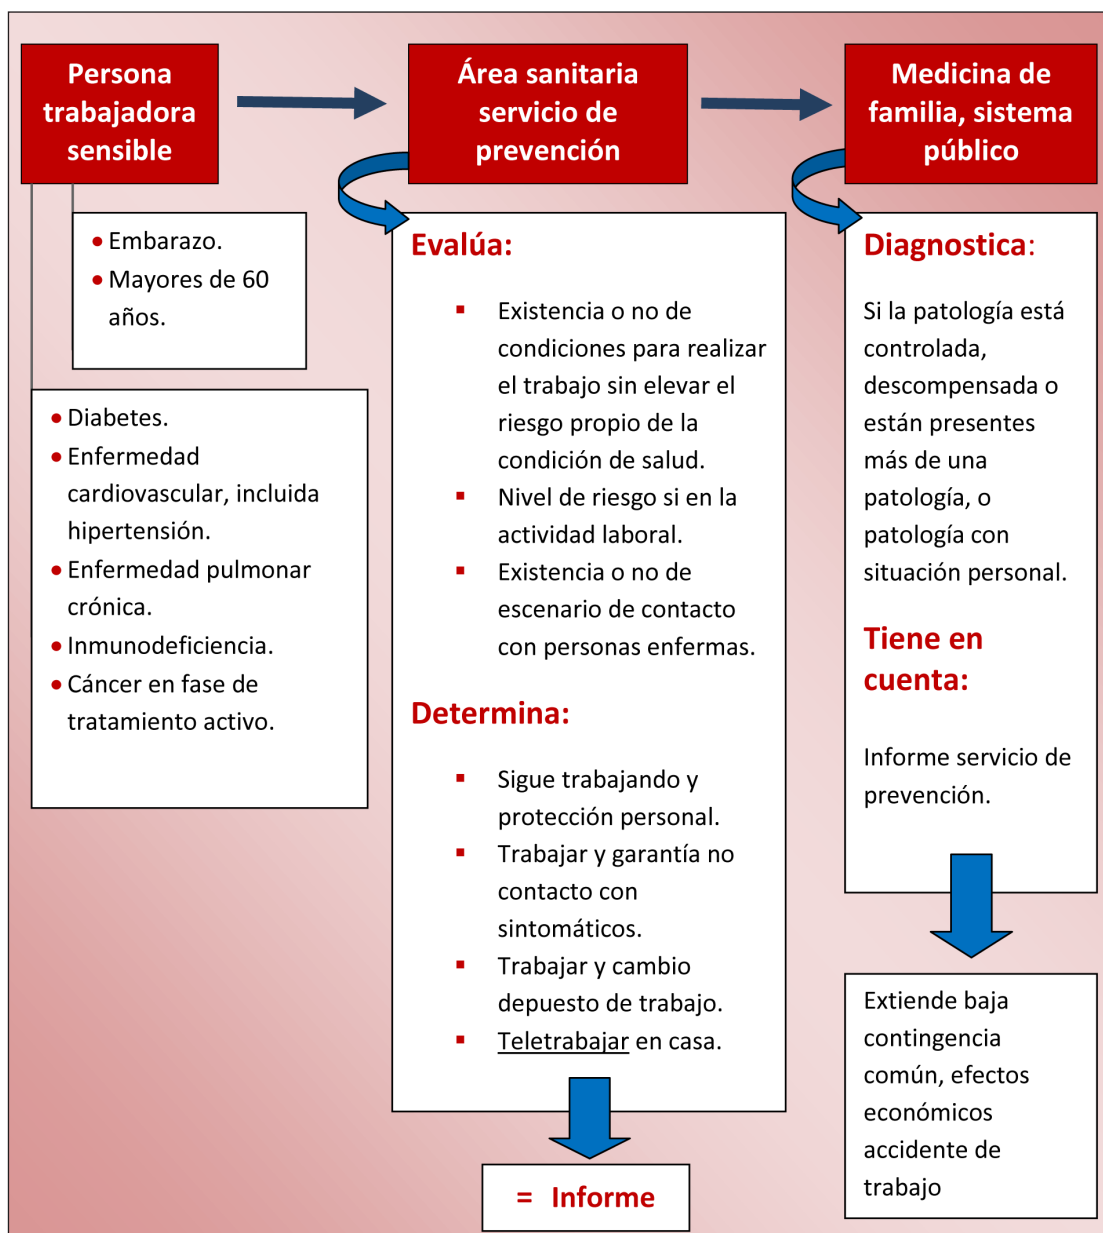 Persona
trabajadora
sensible
Área sanitaria
servicio de
prevención
Medicina de
familia, sistema
público
• Embarazo.
• Mayores de 60
años.
• Diabetes.
• Enfermedad
cardiovascular, incluida
hipertensión.
• Enfermedad pulmonar
crónica.
• Inmunodeficiencia.
• Cáncer en fase de
tratamiento activo.
Evalúa:
▪ Existencia o no de
condiciones para realizar
el trabajo sin elevar el
riesgo propio de la
condición de salud.
▪ Nivel de riesgo si en la
actividad laboral.
▪ Existencia o no de
escenario de contacto
con personas enfermas.
Determina:
▪ Sigue trabajando y
protección personal.
▪ Trabajar y garantía no
contacto con
sintomáticos.
▪ Trabajar y cambio
depuesto de trabajo.
▪ Teletrabajar en casa.
= Informe
Diagnostica:
Si la patología está
controlada,
descompensada o
están presentes
más de una
patología, o
patología con
situación personal.
Tiene en
cuenta:
Informe servicio de
prevención.
Extiende baja
contingencia
común, efectos
económicos
accidente de
trabajo